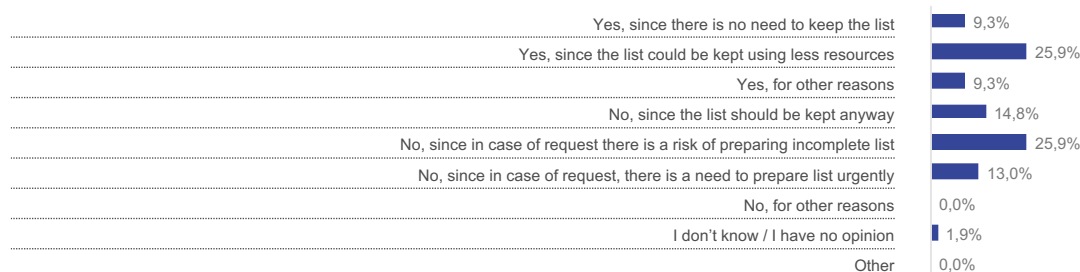 Yes, since there is no need to keep the list 9,3%
Yes, since the list could be kept using less resources 25,9%
Yes, for other reasons 9,3%
No, since the list should be kept anyway 14,8%
No, since in case of request there is a risk of preparing incomplete list 25,9%
No, since in case of request, there is a need to prepare list urgently 13,0%
No, for other reasons 0,0%
I don't know / I have no opinion 1,9%
Other 0,0%